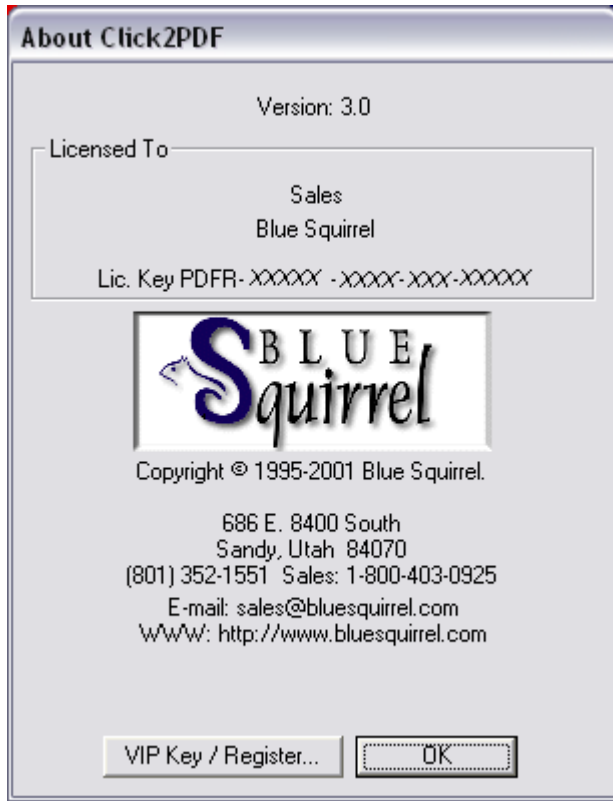 About Click2PDF
Version: 3.0
Licensed To
Sales
Blue Squirrel
Lic. Key PDFR-XXXXX -XXXX-XXX-XXXXX
BLUE
Squirrel
Copyright © 1995-2001 Blue Squirrel.
686 E. 8400 South
Sandy, Utah 84070
(801) 352-1551 Sales: 1-800-403-0925
E-mail: sales@bluesquirrel.com
WWW: http://www.bluesquirrel.com
VIP Key / Register... OK